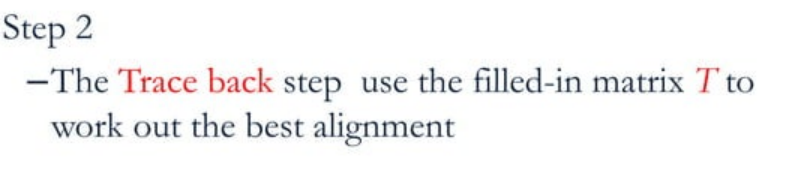 Step 2
–The Trace back step use the filled-in matrix T to
work out the best alignment